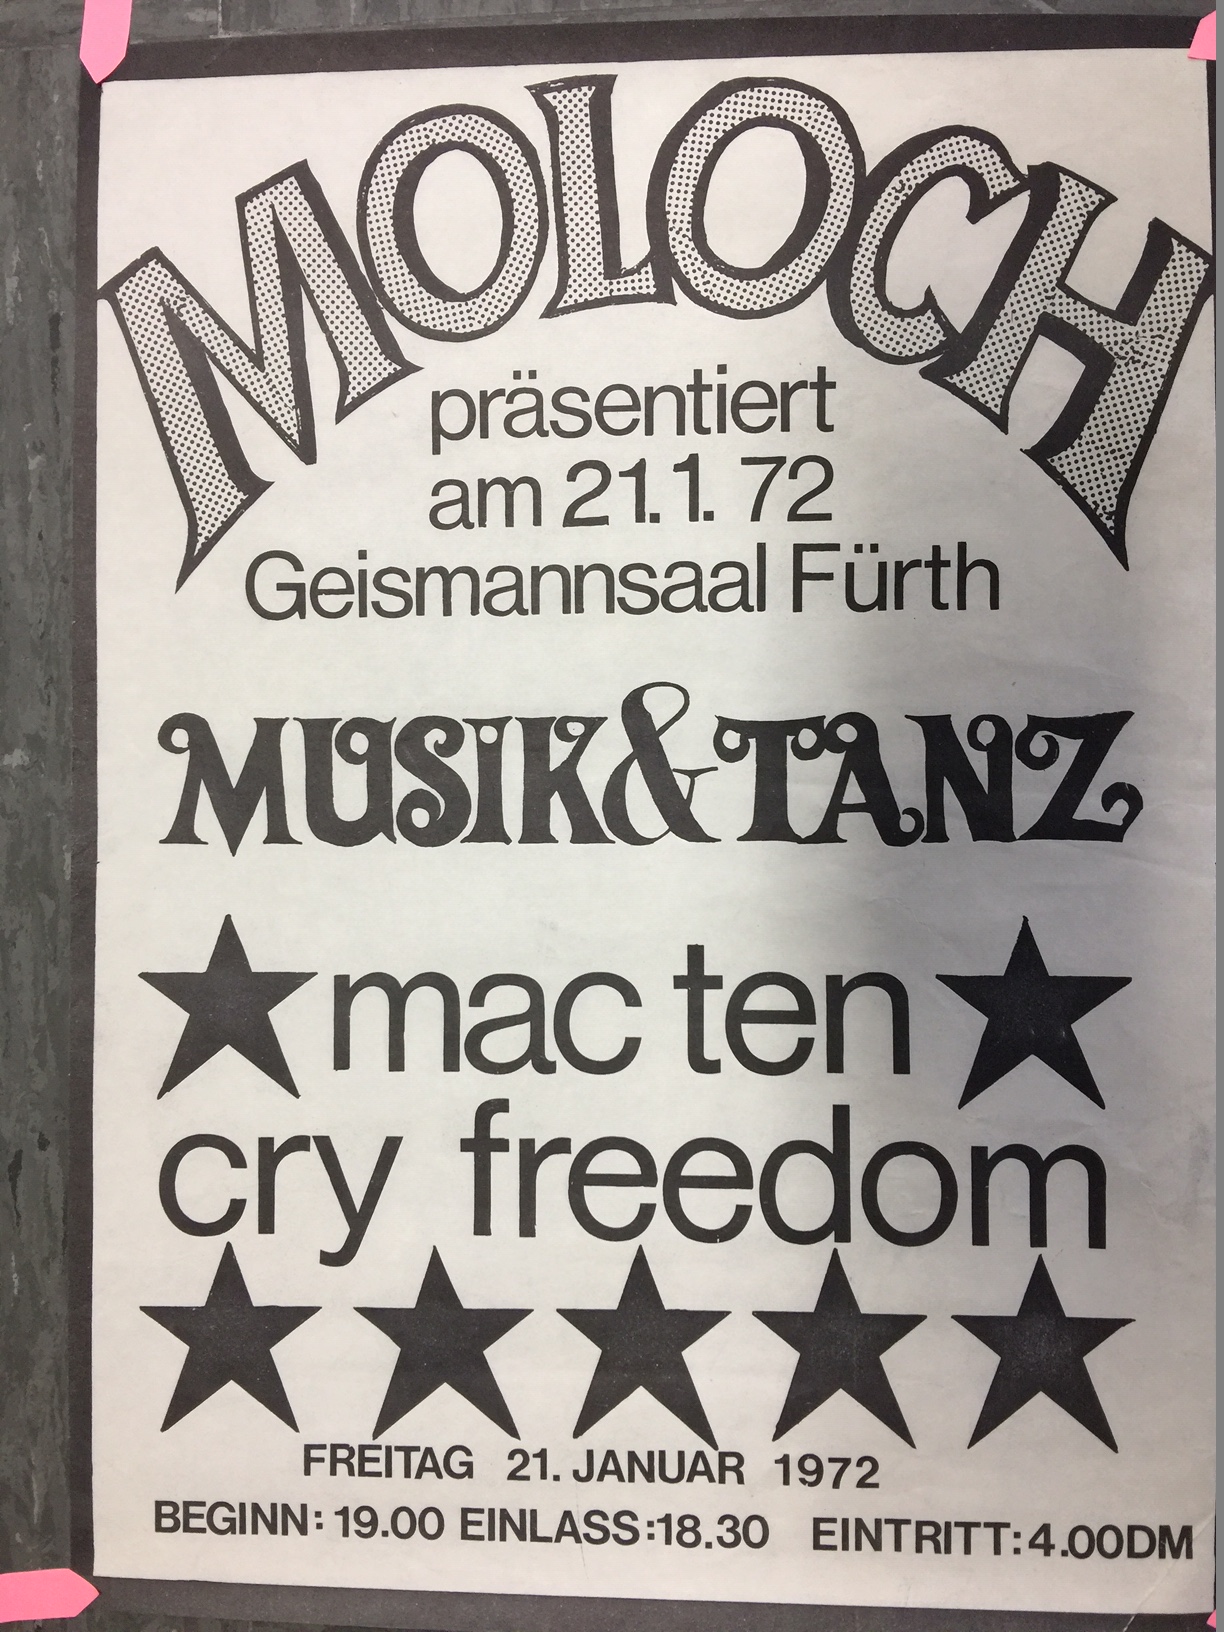 MOLOCH
präsentiert
am 21.1.72
Geismannsaal Fürth
MUSIK & TANZ
mac ten
cry freedom
FREITAG 21. JANUAR 1972
BEGINN: 19.00 EINLASS:18.30 EINTRITT:4.00DM